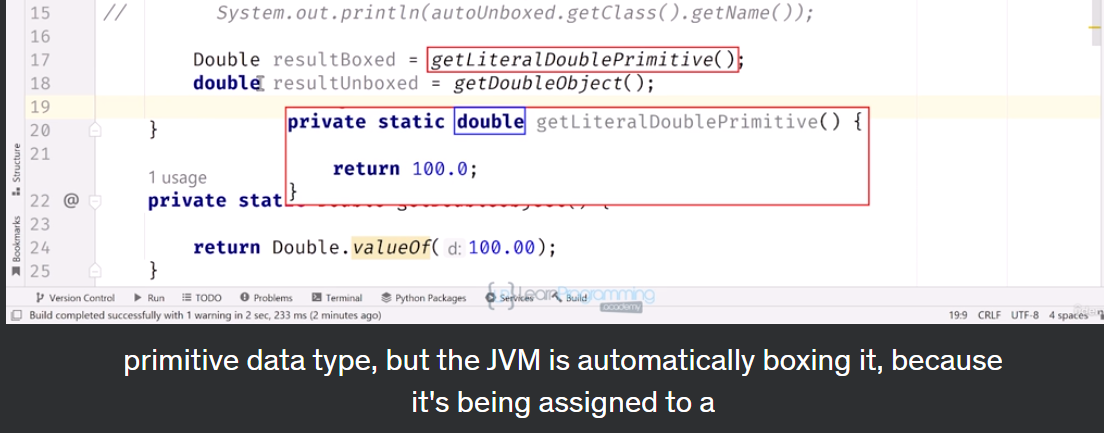 15 // System.out.println(autoUnboxed.getClass().getName());
16
17 Double resultBoxed = getLiteralDoublePrimitive();
18 double resultUnboxed = getDoubleObject();
19
20 }
private static double getLiteralDoublePrimitive() {
return 100.0;
}
21
1 usage
22 @ private stat
23
24 return Double.valueOf( d: 100.00);
25 }
Structure
Bookmarks
Version Control Run TODO Problems Terminal Python Packages Services Build
LearnProgramming
academy
Build completed successfully with 1 warning in 2 sec, 233 ms (2 minutes ago) 19:9 CRLF UTF-8 4 spaces
primitive data type, but the JVM is automatically boxing it, because
it's being assigned to a